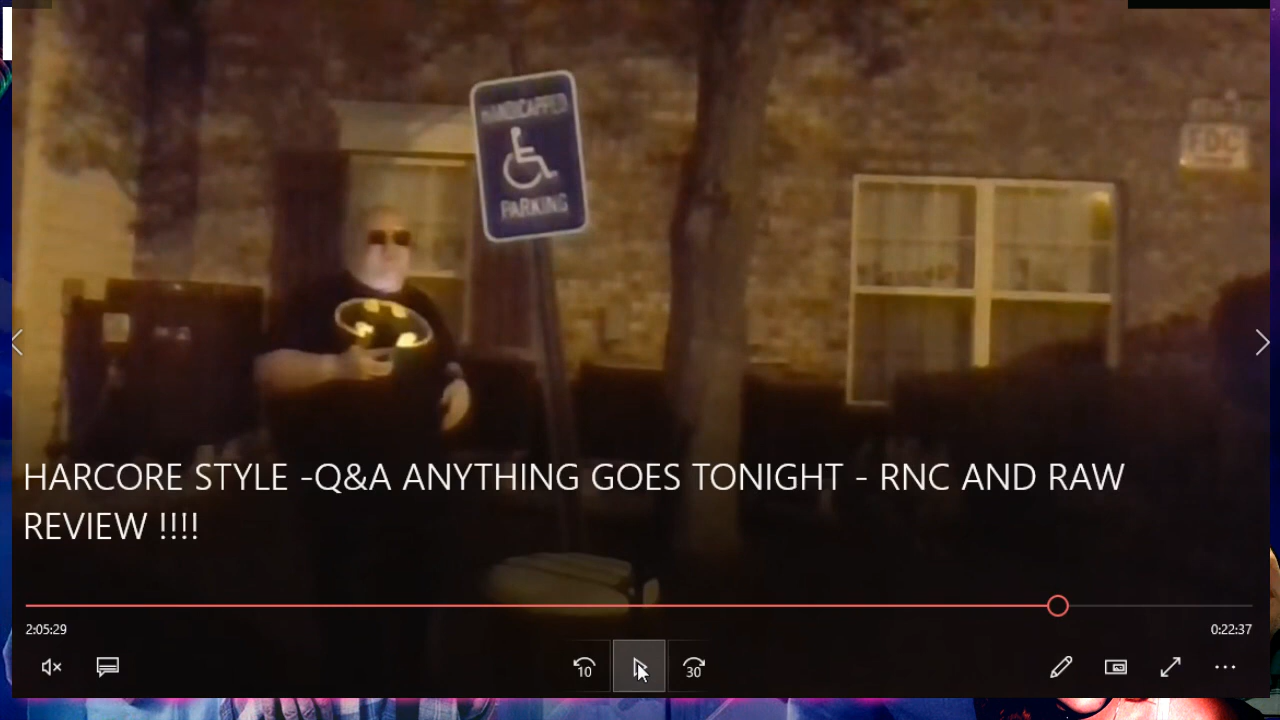 HANDICAPPED
PARKING
FDC
HARCORE STYLE -Q&A ANYTHING GOES TONIGHT - RNC AND RAW
REVIEW !!!!
2:05:29
0:22:37
10
30